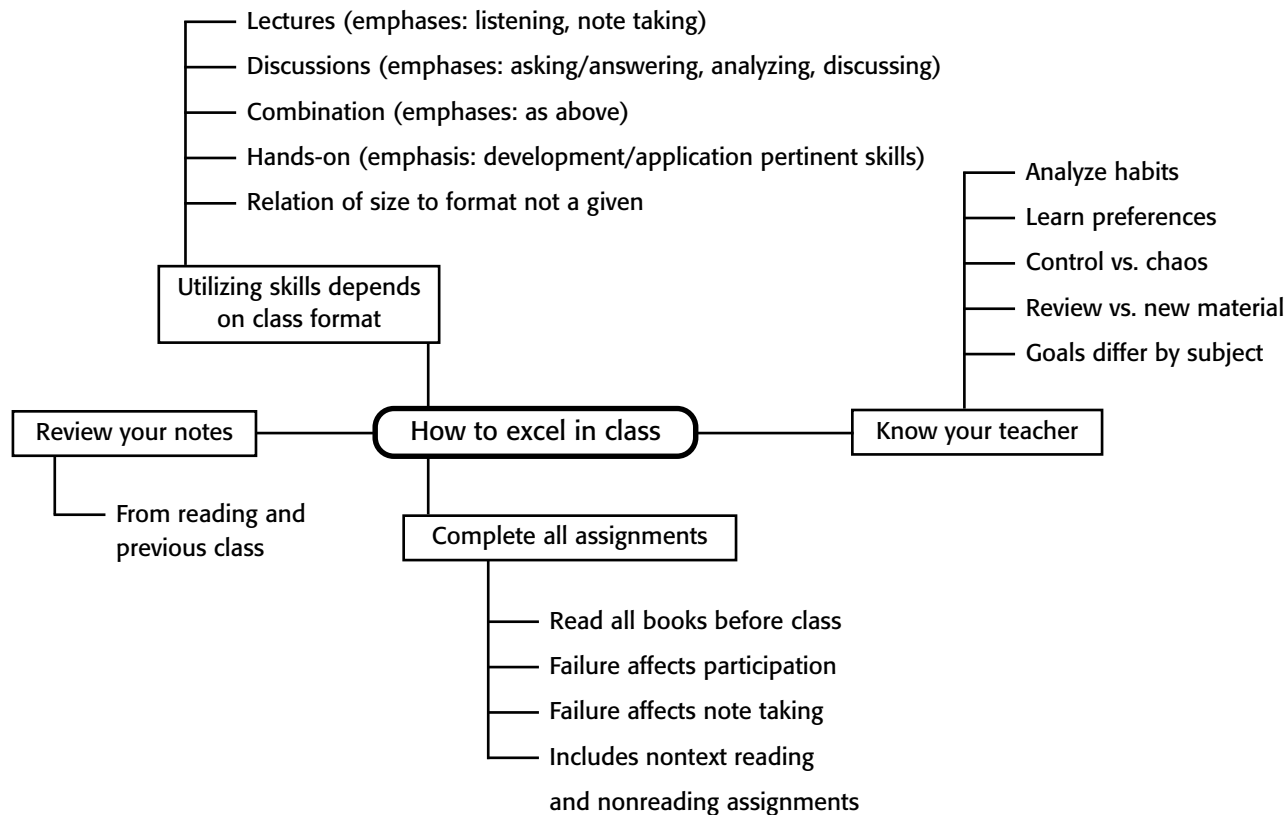 Lectures (emphases: listening, note taking)
Discussions (emphases: asking/answering, analyzing, discussing)
Combination (emphases: as above)
Hands-on (emphasis: development/application pertinent skills)
Relation of size to format not a given
Utilizing skills depends
on class format
Analyze habits
Learn preferences
Control vs. chaos
Review vs. new material
Goals differ by subject
Review your notes
How to excel in class
Know your teacher
From reading and
previous class
Complete all assignments
Read all books before class
Failure affects participation
Failure affects note taking
Includes nontext reading
and nonreading assignments